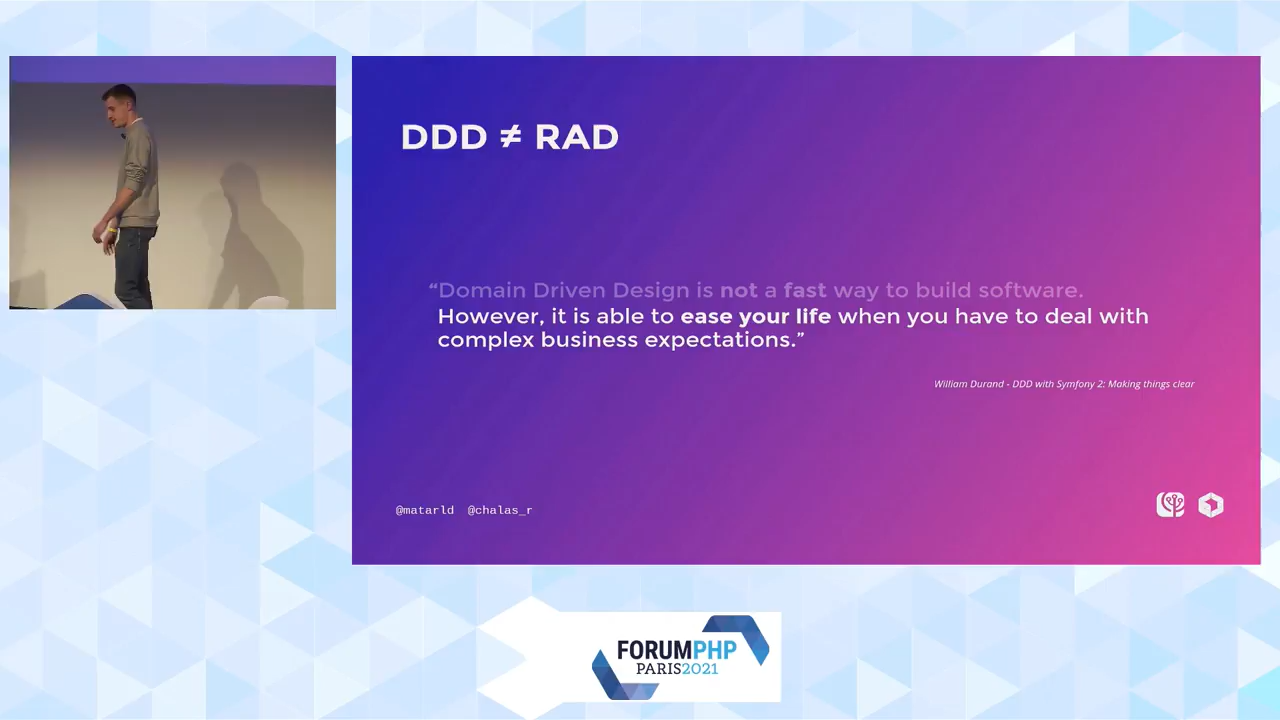 DDD ≠ RAD
“Domain Driven Design is not a fast way to build software.
However, it is able to ease your life when you have to deal with
complex business expectations.”
William Durand - DDD with Symfony 2: Making things clear
@matarld @chalas_r
FORUMPHP
PARIS2021